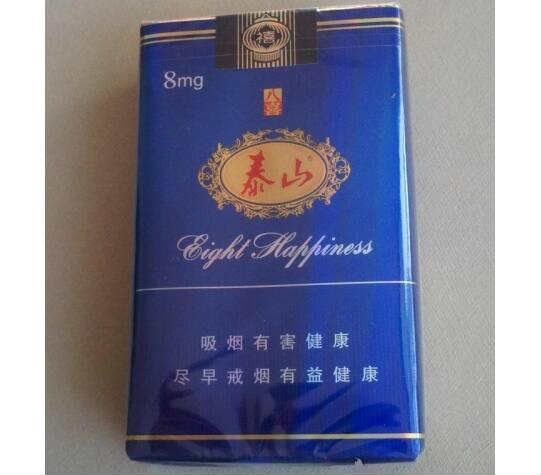 禧
8mg
八喜
泰山®
Eight Happiness
吸烟有害健康
尽早戒烟有益健康